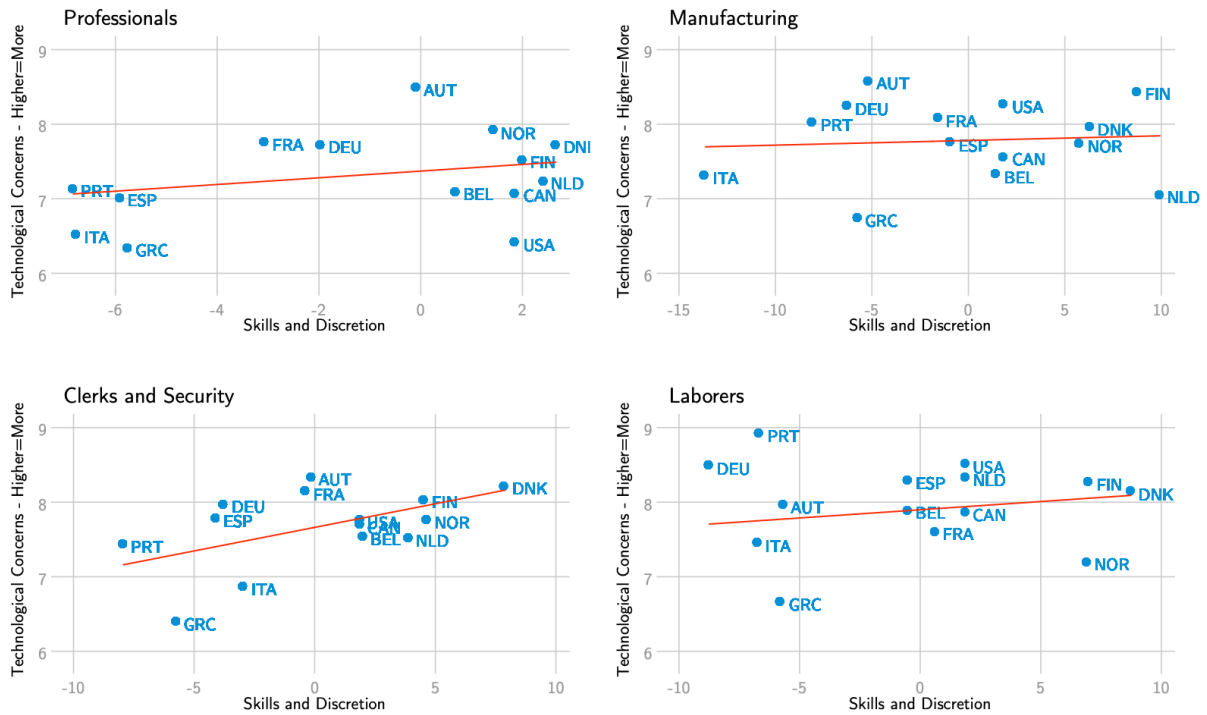 Professionals
Technological Concerns - Higher=More
9
8
7
6
AUT
NOR
FRA
DEU
DNI
FIN
NLD
PRT
ESP
BEL
CAN
ITA
GRC
USA
-6
-4
-2
0
2
Skills and Discretion
Manufacturing
Technological Concerns - Higher=More
9
8
7
6
AUT
FIN
DEU
USA
PRT
FRA
DNK
ESP
NOR
CAN
BEL
ITA
NLD
GRC
-15
-10
-5
0
5
10
Skills and Discretion
Clerks and Security
Technological Concerns - Higher=More
9
8
7
6
AUT
DNK
FRA
FIN
DEU
ESP
USA
NOR
CAN
BEL
NLD
PRT
ITA
GRC
-10
-5
0
5
10
Skills and Discretion
Laborers
Technological Concerns - Higher=More
9
8
7
6
PRT
DEU
USA
NLD
ESP
FIN
DNK
AUT
BEL
CAN
FRA
ITA
NOR
GRC
-10
-5
0
5
10
Skills and Discretion